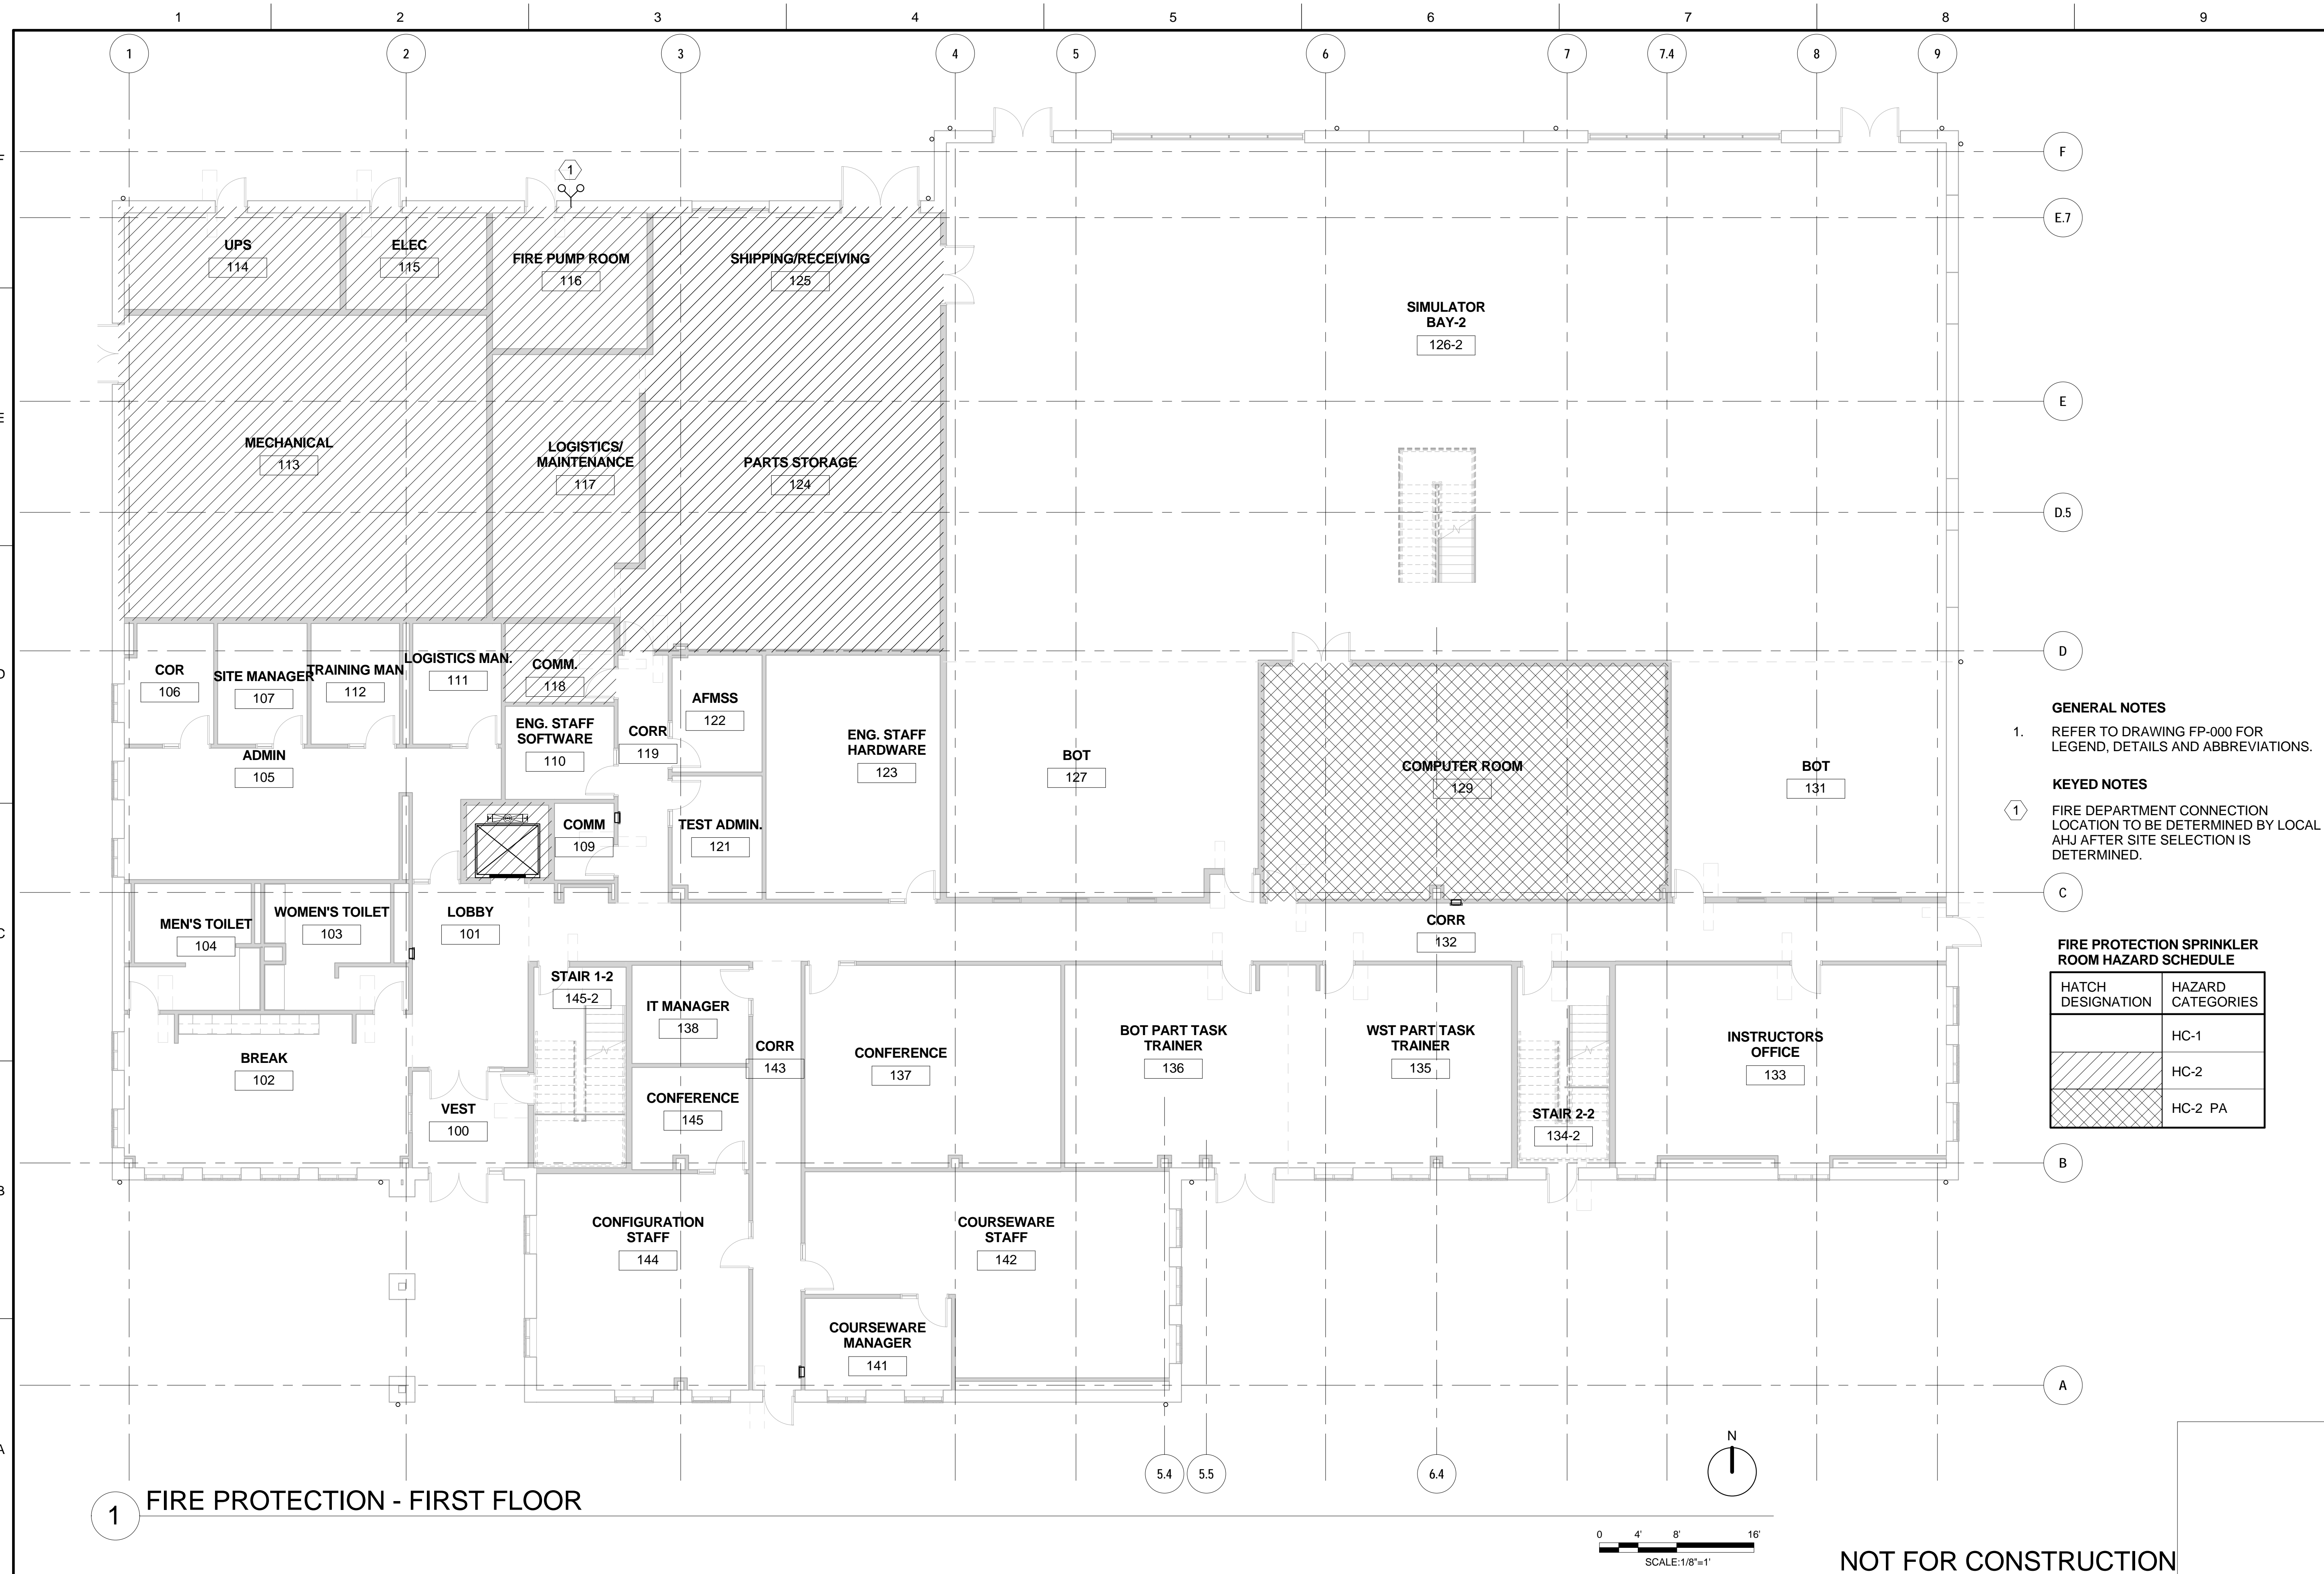 1 2 3 4 5 6 7 8 9
1 2 3 4 5 6 7 7.4 8 9
F
1
E.7
UPS
114
ELEC
115
FIRE PUMP ROOM
116
SHIPPING/RECEIVING
125
SIMULATOR
BAY-2
126-2
E
MECHANICAL
113
LOGISTICS/
MAINTENANCE
117
PARTS STORAGE
124
D.5
D
COR
106
SITE MANAGER
107
TRAINING MAN
112
LOGISTICS MAN.
111
COMM.
118
AFMSS
122
ENG. STAFF
SOFTWARE
110
CORR
119
ENG. STAFF
HARDWARE
123
ADMIN
105
BOT
127
COMPUTER ROOM
129
BOT
131
COMM
109
TEST ADMIN.
121
GENERAL NOTES
1. REFER TO DRAWING FP-000 FOR
LEGEND, DETAILS AND ABBREVIATIONS.
KEYED NOTES
1 FIRE DEPARTMENT CONNECTION
LOCATION TO BE DETERMINED BY LOCAL
AHJ AFTER SITE SELECTION IS
DETERMINED.
C
MEN'S TOILET
104
WOMEN'S TOILET
103
LOBBY
101
CORR
132
STAIR 1-2
145-2
IT MANAGER
138
CORR
143
CONFERENCE
137
BOT PART TASK
TRAINER
136
WST PART TASK
TRAINER
135
INSTRUCTORS
OFFICE
133
BREAK
102
VEST
100
CONFERENCE
145
STAIR 2-2
134-2
FIRE PROTECTION SPRINKLER
ROOM HAZARD SCHEDULE
HATCH
DESIGNATION
HAZARD
CATEGORIES
HC-1
HC-2
HC-2 PA
B
CONFIGURATION
STAFF
144
COURSEWARE
STAFF
142
COURSEWARE
MANAGER
141
A
5.4 5.5 6.4
N
1 FIRE PROTECTION - FIRST FLOOR
0 4' 8' 16'
SCALE:1/8"=1'
NOT FOR CONSTRUCTION